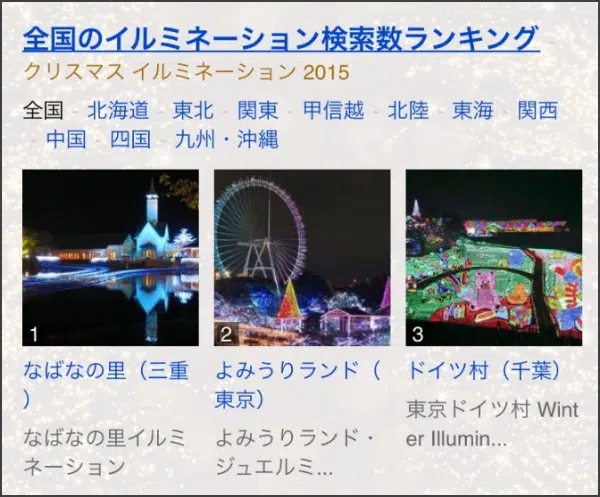 全国のイルミネーション検索数ランキング
クリスマス イルミネーション 2015
全国 - 北海道 - 東北 - 関東 - 甲信越 - 北陸 - 東海 - 関西
- 中国 - 四国 - 九州・沖縄
1
2
3
なばなの里（三重
）
なばなの里イルミ
ネーション
よみうりランド（
東京）
よみうりランド・
ジュエルミ...
ドイツ村（千葉）
東京ドイツ村 Wint
er Illumin...